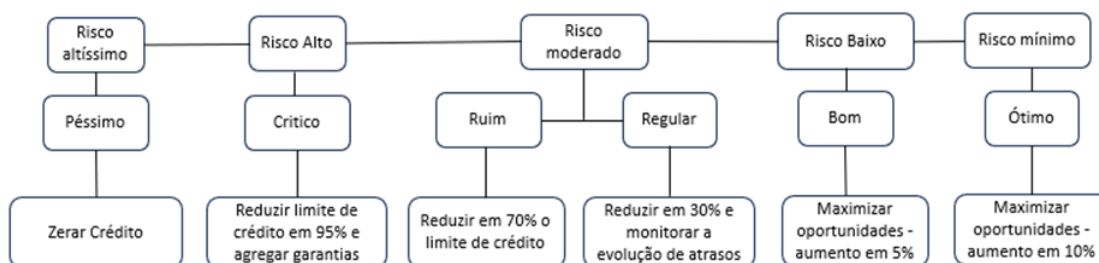 Risco
altíssimo
Risco Alto
Risco
moderado
Risco Baixo
Risco mínimo
Péssimo
Critico
Ruim
Regular
Bom
Ótimo
Zerar Crédito
Reduzir limite de
crédito em 95% e
agregar garantias
Reduzir em 70% o
limite de crédito
Reduzir em 30% e
monitorar a
evolução de atrasos
Maximizar
oportunidades -
aumento em 5%
Maximizar
oportunidades -
aumento em 10%